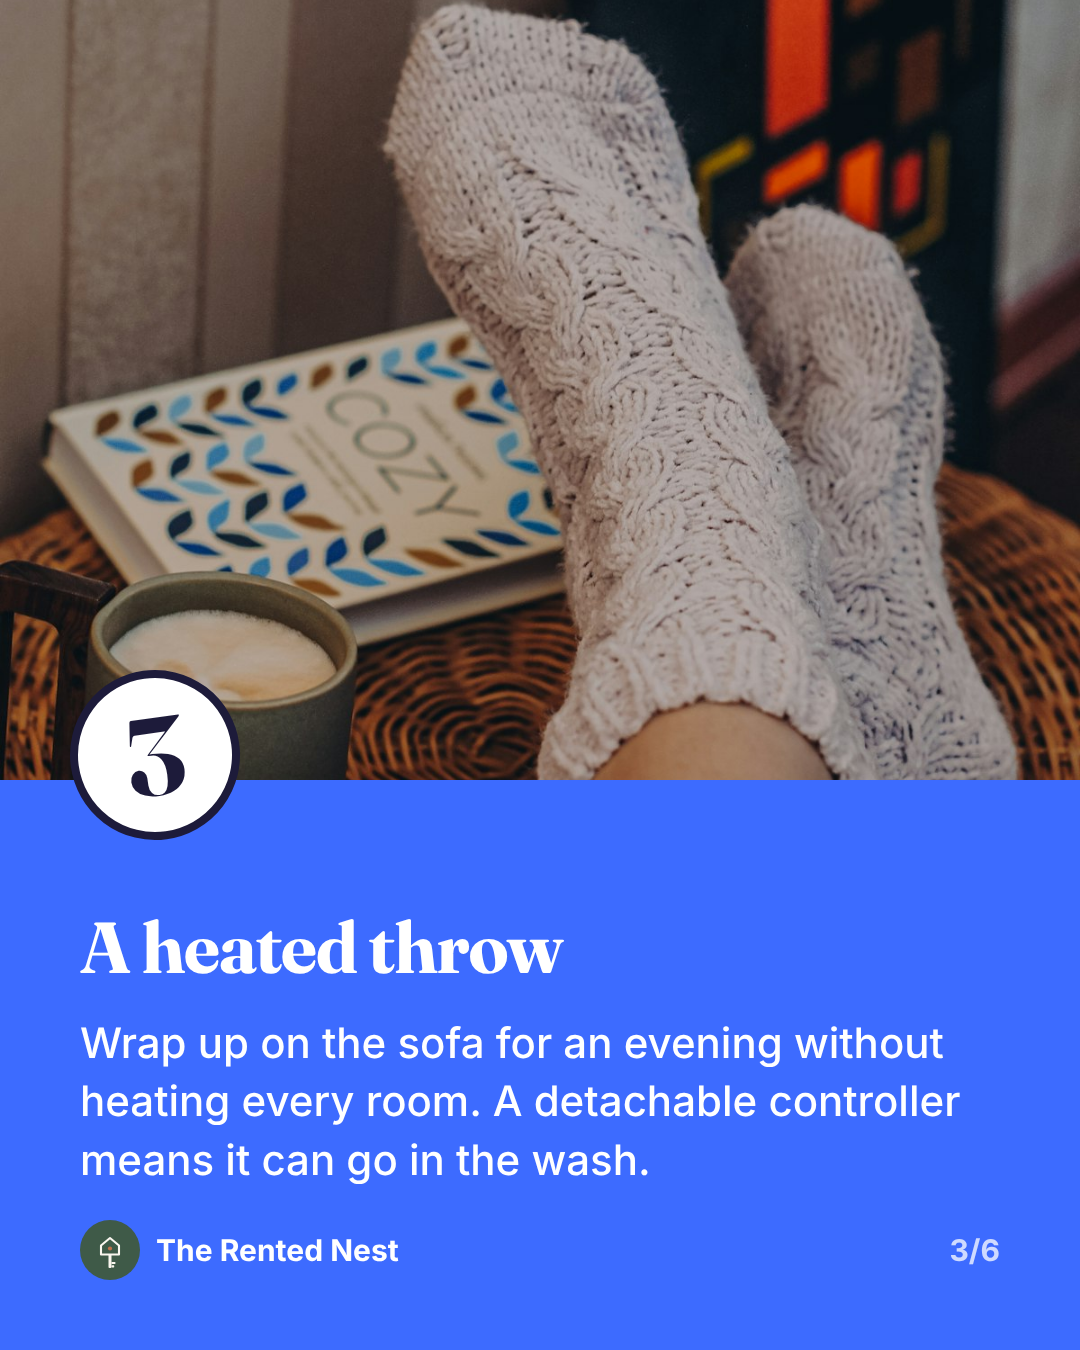 COZY
3
A heated throw
Wrap up on the sofa for an evening without
heating every room. A detachable controller
means it can go in the wash.
The Rented Nest
3/6